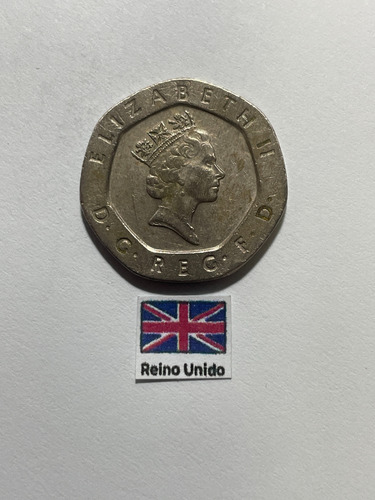 ELIZABETH II
D·G·REG·F·D·
Reino Unido